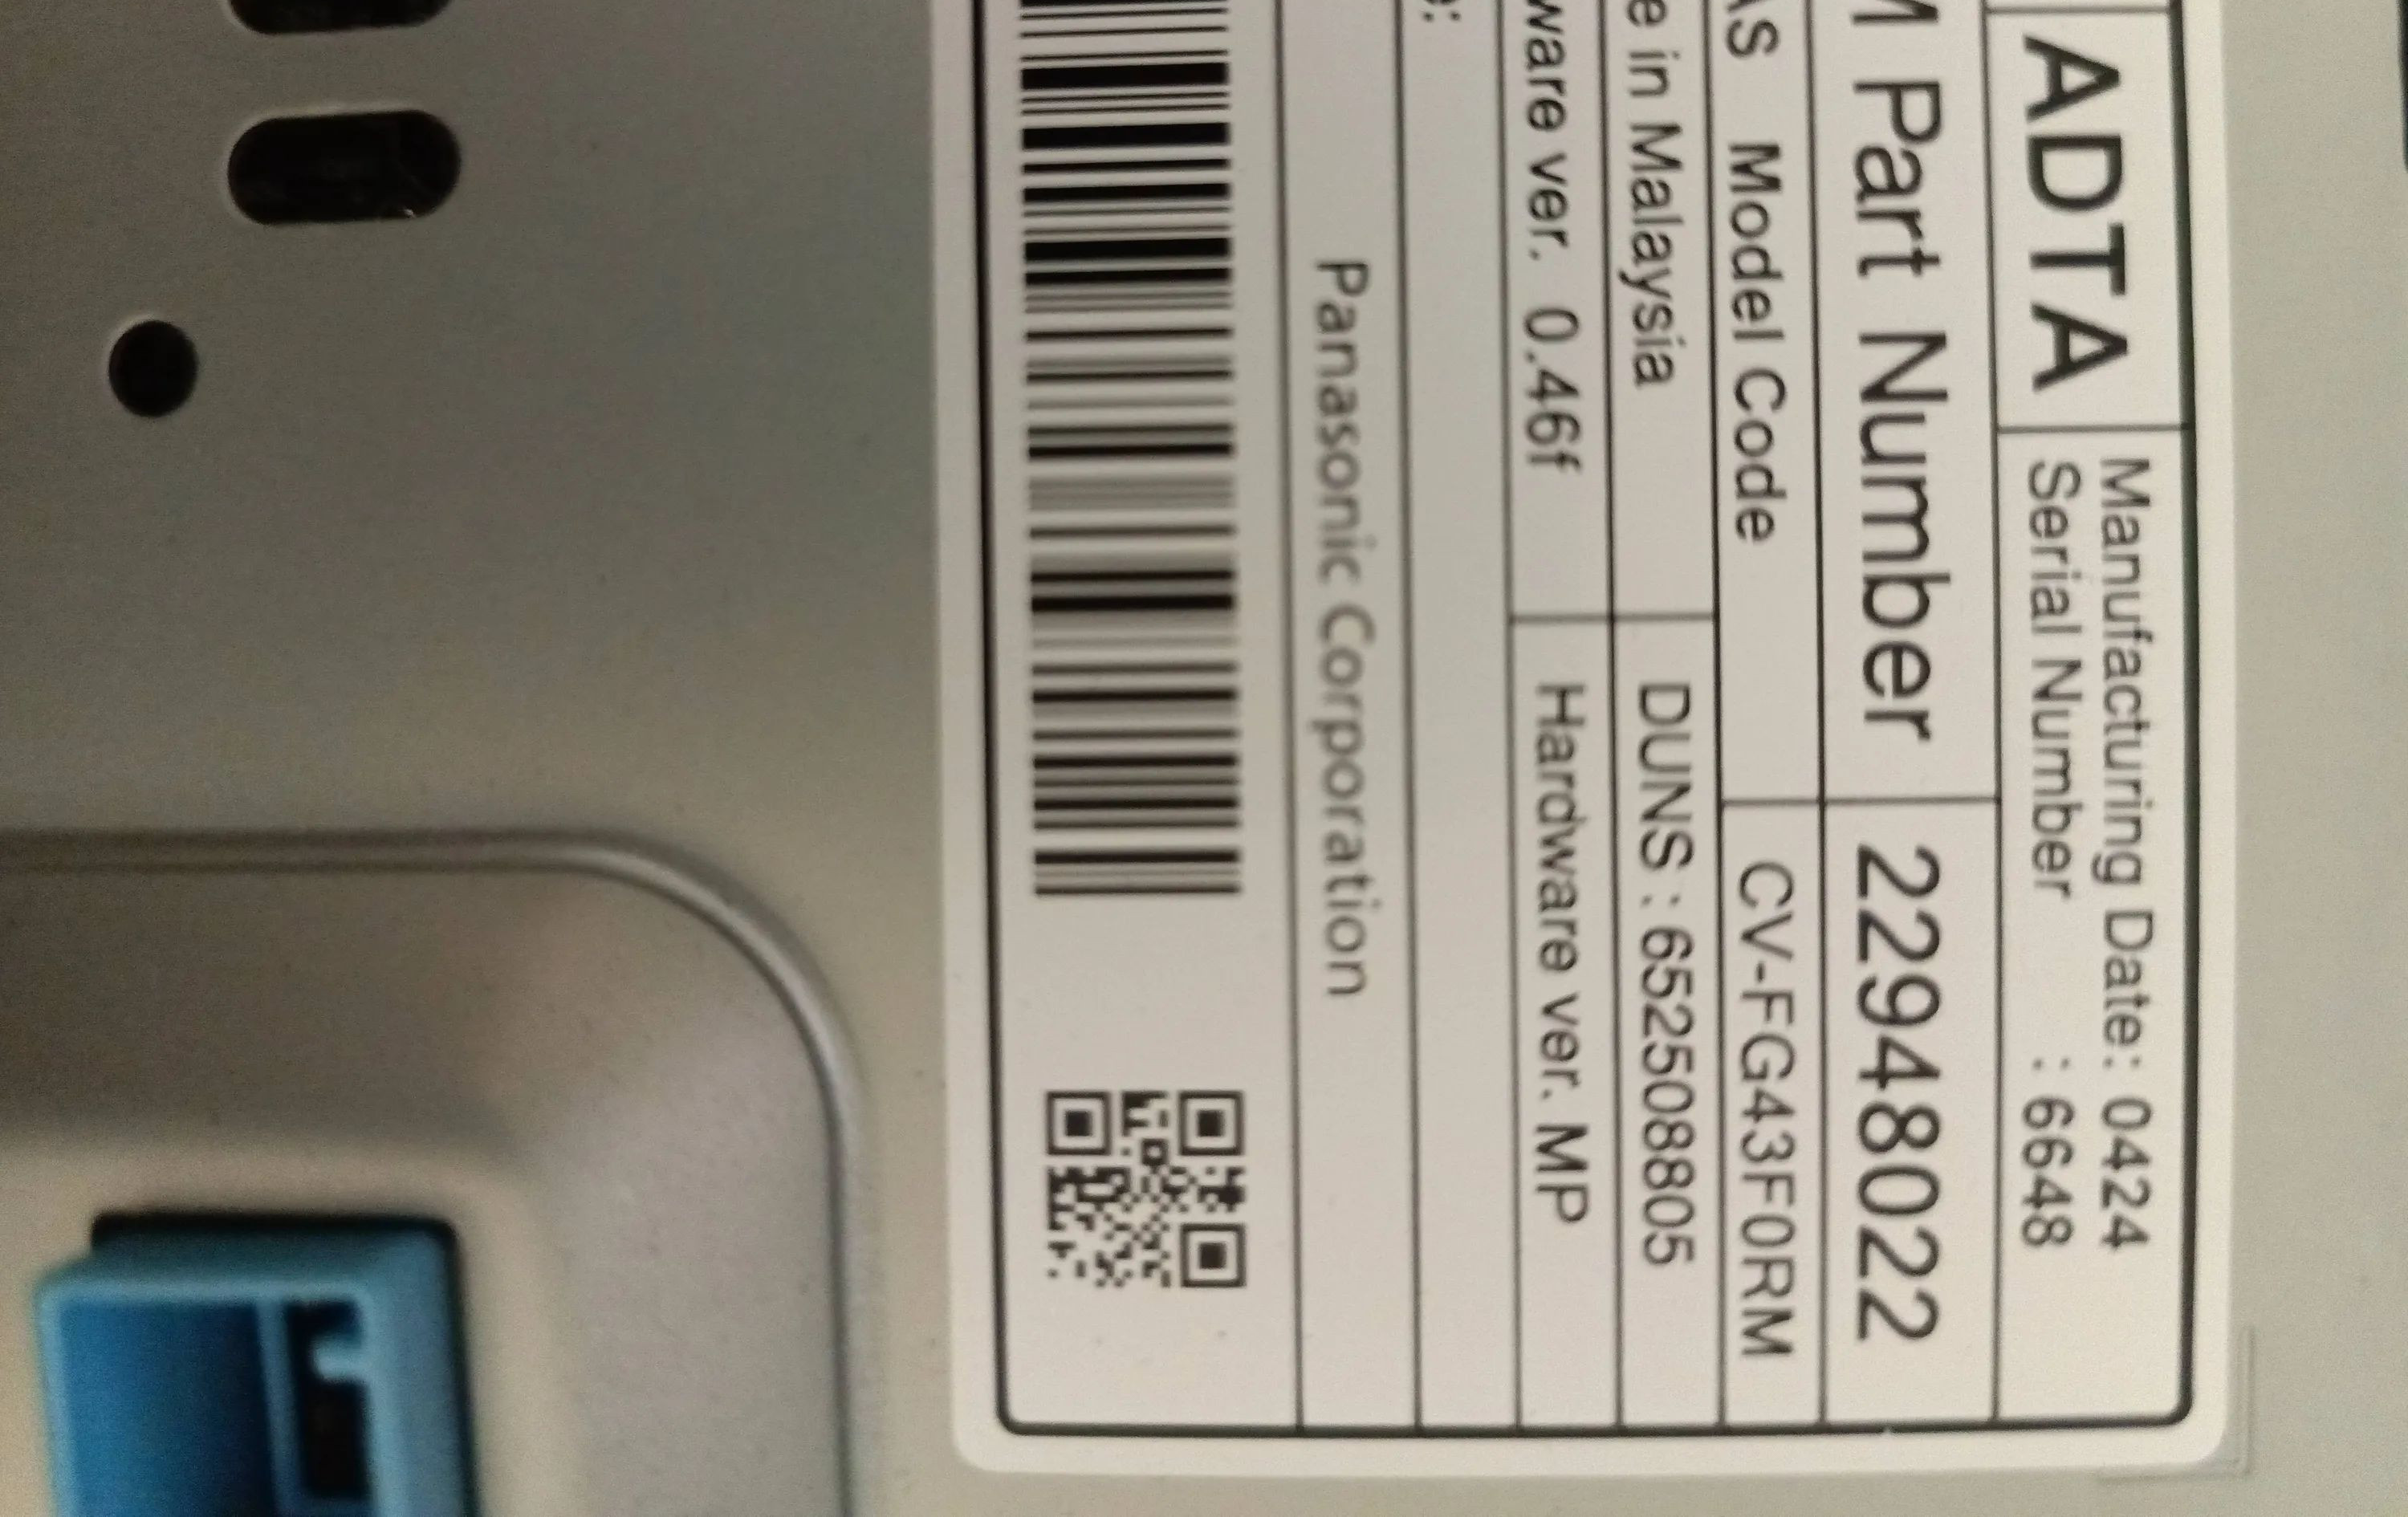 ADTA
Manufacturing Date: 0424
Serial Number : 6648
M Part Number 22948022
AS Model Code CV-FG43F0RM
e in Malaysia DUNS : 652508805
ware ver. 0.46f Hardware ver. MP
:
Panasonic Corporation